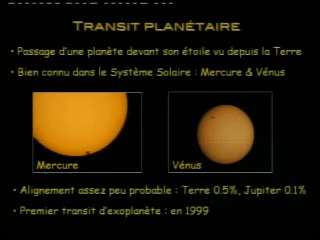 TRANSIT PLANÉTAIRE
• Passage d'une planète devant son étoile vu depuis la Terre
• Bien connu dans le Système Solaire : Mercure & Vénus
Mercure
Vénus
• Alignement assez peu probable : Terre 0.5%, Jupiter 0.1%
• Premier transit d'exoplanète : en 1999